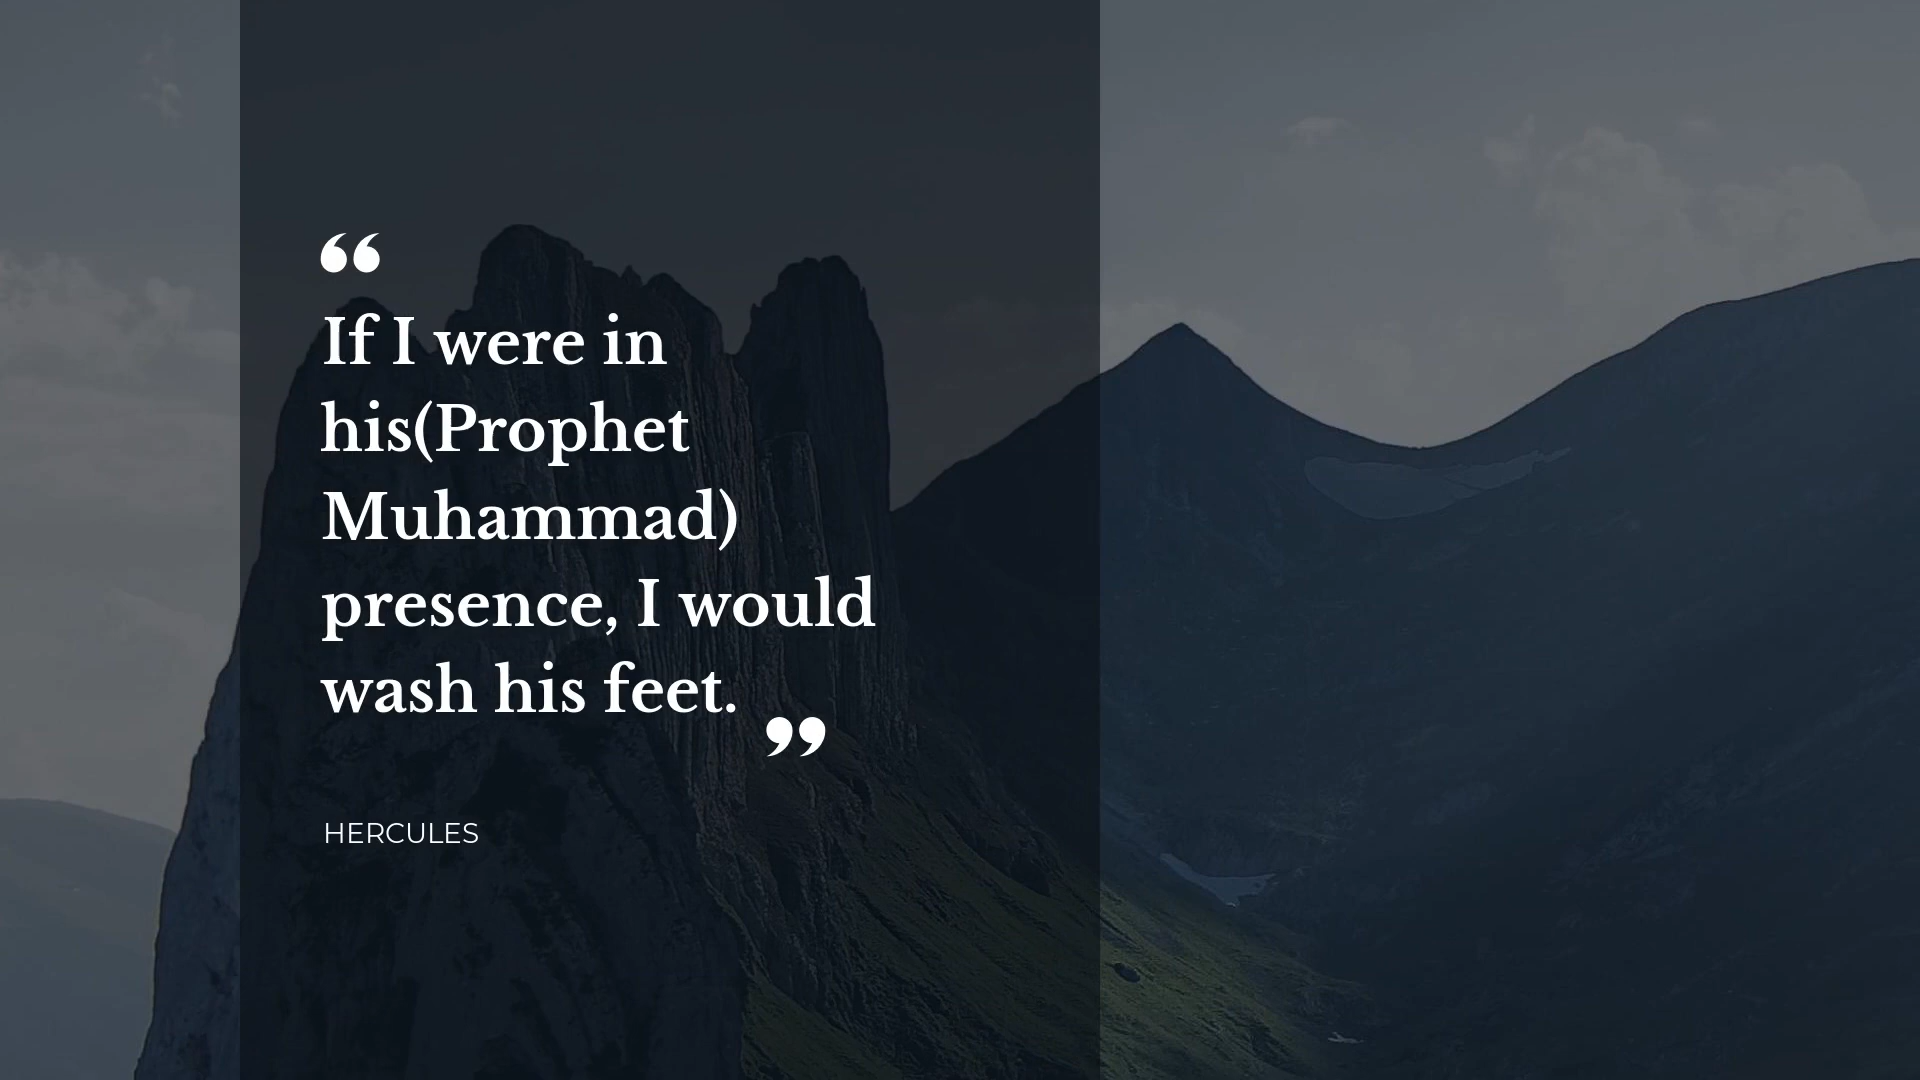 “
If I were in
his(Prophet
Muhammad)
presence, I would
wash his feet.
”
HERCULES